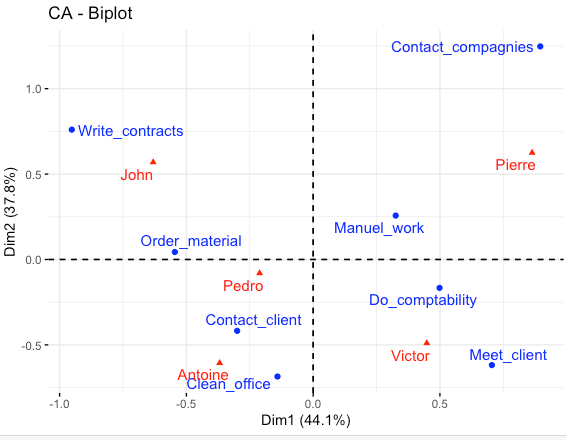 CA - Biplot
Contact_compagnies
1.0
Write_contracts
Pierre
John
0.5
Dim2 (37.8%)
Manuel_work
Order_material
0.0
Pedro
Do_comptability
Contact_client
-0.5
Victor
Meet_client
Antoine
Clean_office
-1.0
-0.5
0.0
0.5
Dim1 (44.1%)